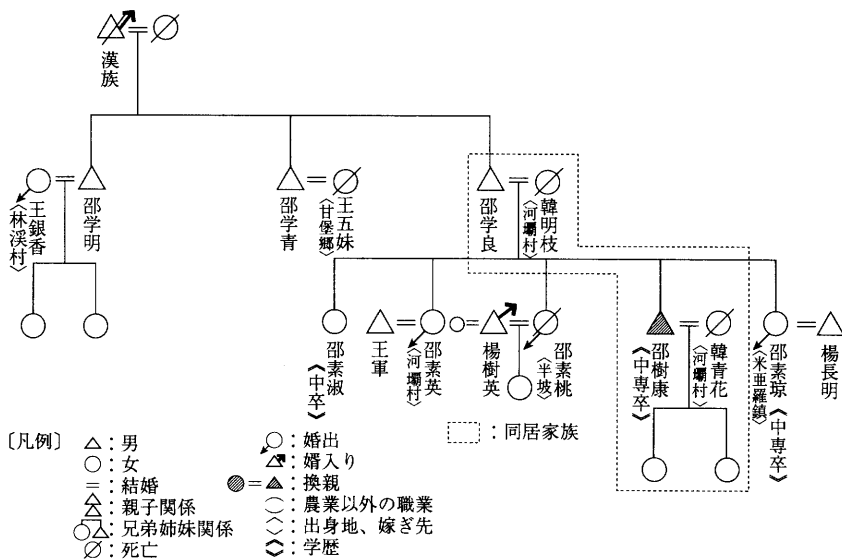 漢族
王銀香
〈林渓村〉
邵学明
邵学青
王五妹
〈甘堡郷〉
邵学良
韓明枝
〈河壩村〉
邵素淑
《中卒》
王軍
邵素英
〈河壩村〉
楊樹英
邵素桃
〈半坡〉
邵樹康
《中専卒》
韓青花
〈河壩村〉
邵素琼
〈米亜羅鎮〉
《中専卒》
楊長明
：同居家族
〔凡例〕
：男
：女
：結婚
：親子関係
：兄弟姉妹関係
：死亡
：婚出
：婿入り
：換親
：農業以外の職業
：出身地、嫁ぎ先
：学歴